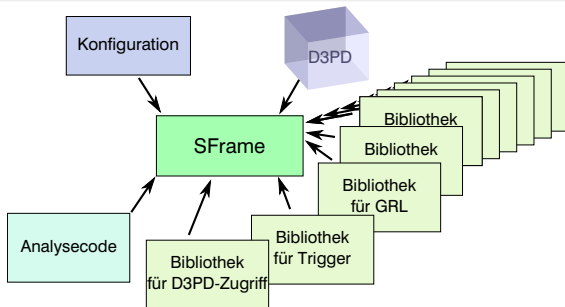 Konfiguration
D3PD
Bibliothek
SFrame
Bibliothek
Bibliothek
für GRL
Analysecode
Bibliothek
für Trigger
Bibliothek
für D3PD-Zugriff